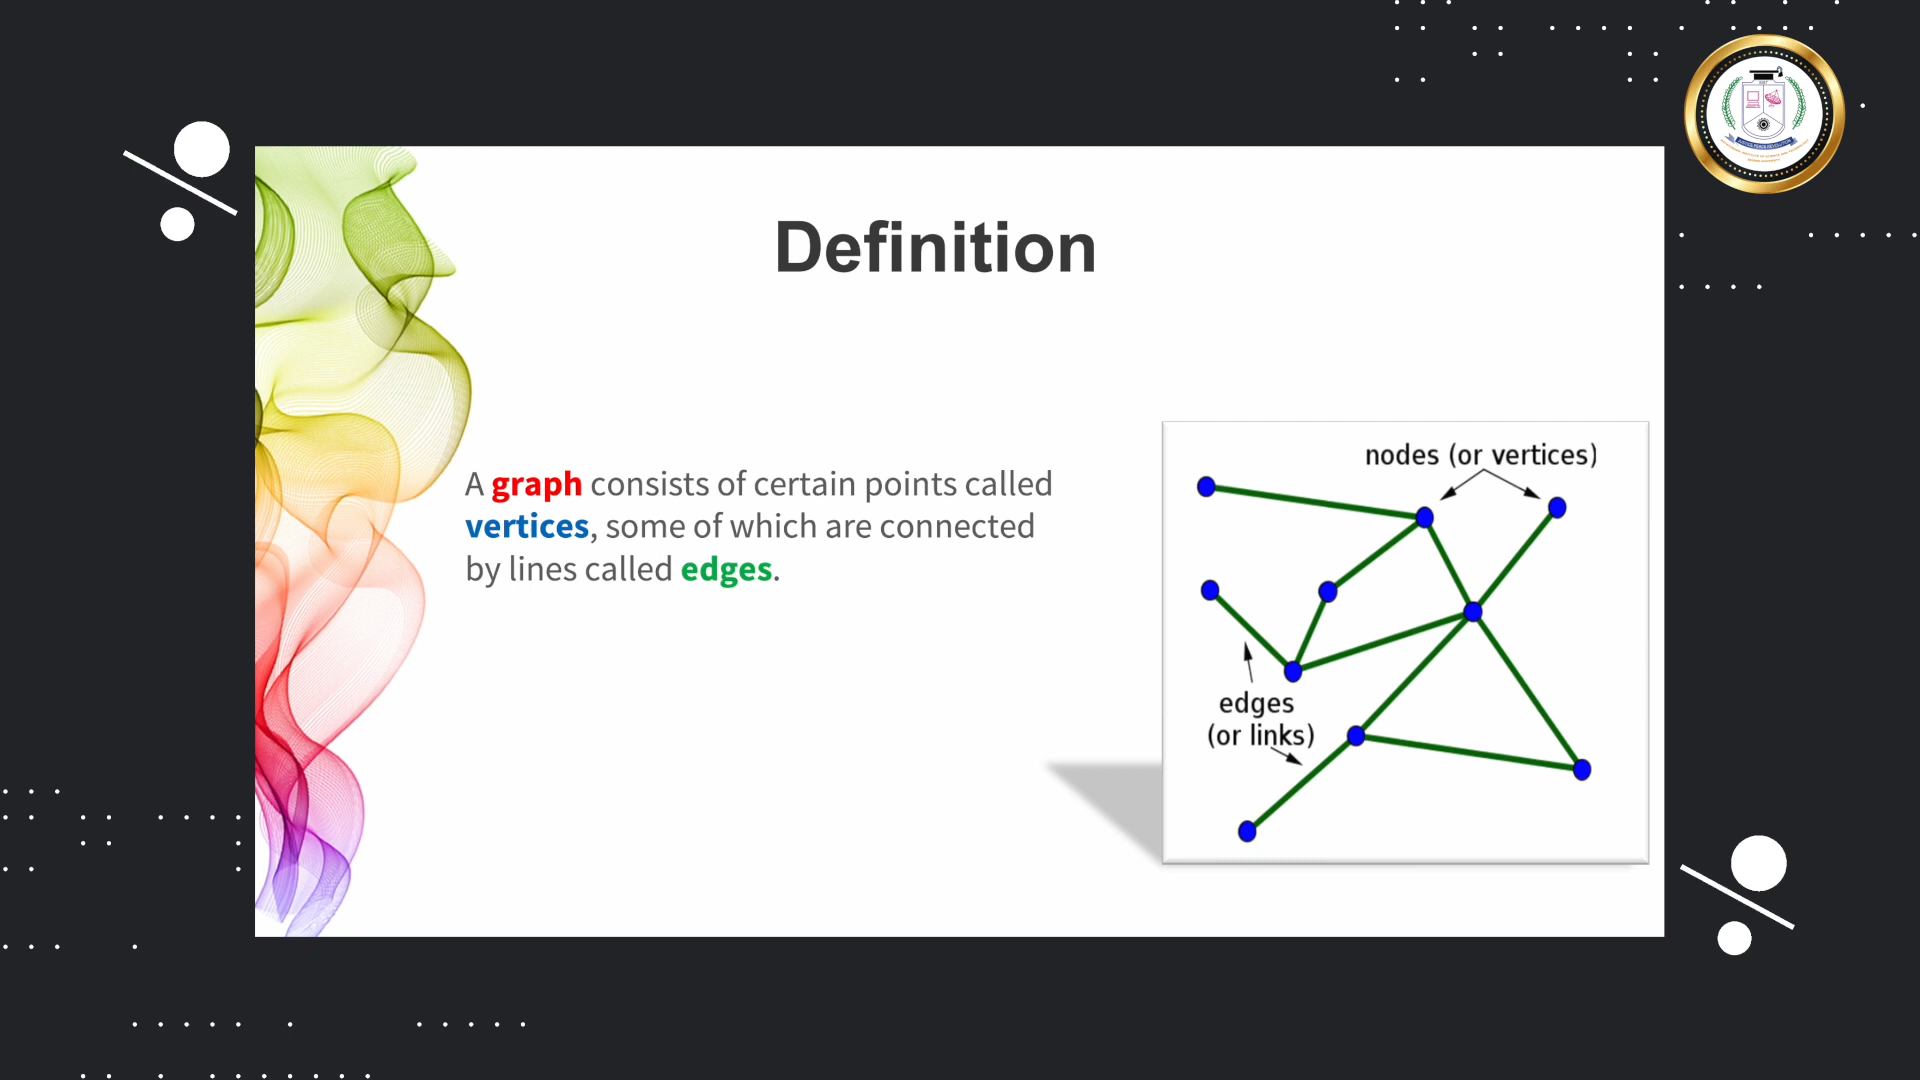 Definition
A graph consists of certain points called
vertices, some of which are connected
by lines called edges.
nodes (or vertices)
edges
(or links)